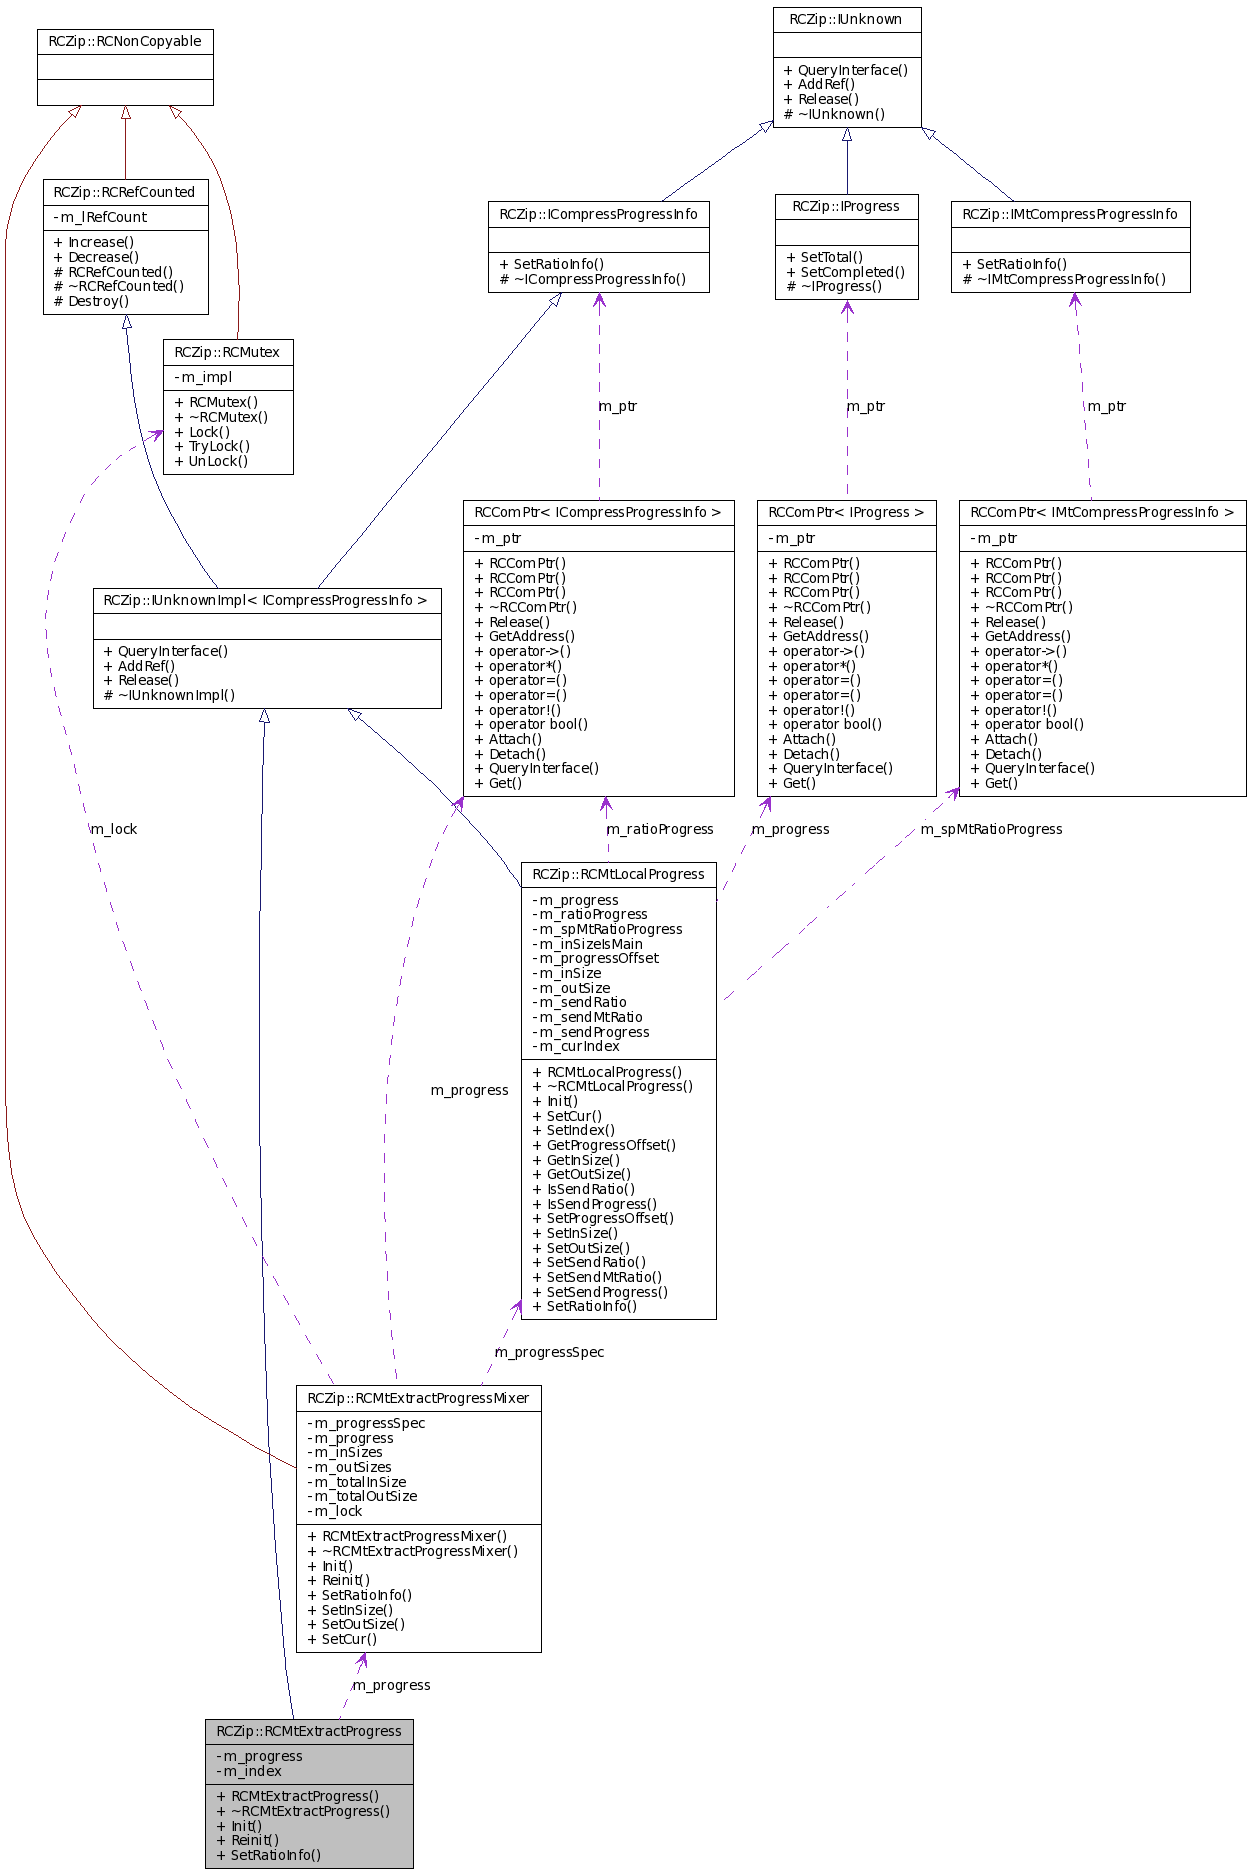 RCZip::RCNonCopyable
RCZip::IUnknown
+ QueryInterface()
+ AddRef()
+ Release()
# ~IUnknown()
RCZip::RCRefCounted
- m_lRefCount
+ Increase()
+ Decrease()
# RCRefCounted()
# ~RCRefCounted()
# Destroy()
RCZip::ICompressProgressInfo
+ SetRatioInfo()
# ~ICompressProgressInfo()
RCZip::IProgress
+ SetTotal()
+ SetCompleted()
# ~IProgress()
RCZip::IMtCompressProgressInfo
+ SetRatioInfo()
# ~IMtCompressProgressInfo()
RCZip::RCMutex
- m_impl
+ RCMutex()
+ ~RCMutex()
+ Lock()
+ TryLock()
+ UnLock()
m_ptr
m_ptr
m_ptr
RCZip::IUnknownImpl< ICompressProgressInfo >
+ QueryInterface()
+ AddRef()
+ Release()
# ~IUnknownImpl()
RCComPtr< ICompressProgressInfo >
- m_ptr
+ RCComPtr()
+ RCComPtr()
+ RCComPtr()
+ ~RCComPtr()
+ Release()
+ GetAddress()
+ operator->()
+ operator*()
+ operator=()
+ operator=()
+ operator!()
+ operator bool()
+ Attach()
+ Detach()
+ QueryInterface()
+ Get()
RCComPtr< IProgress >
- m_ptr
+ RCComPtr()
+ RCComPtr()
+ RCComPtr()
+ ~RCComPtr()
+ Release()
+ GetAddress()
+ operator->()
+ operator*()
+ operator=()
+ operator=()
+ operator!()
+ operator bool()
+ Attach()
+ Detach()
+ QueryInterface()
+ Get()
RCComPtr< IMtCompressProgressInfo >
- m_ptr
+ RCComPtr()
+ RCComPtr()
+ RCComPtr()
+ ~RCComPtr()
+ Release()
+ GetAddress()
+ operator->()
+ operator*()
+ operator=()
+ operator=()
+ operator!()
+ operator bool()
+ Attach()
+ Detach()
+ QueryInterface()
+ Get()
m_lock
m_ratioProgress
m_progress
m_spMtRatioProgress
RCZip::RCMtLocalProgress
- m_progress
- m_ratioProgress
- m_spMtRatioProgress
- m_inSizeIsMain
- m_progressOffset
- m_inSize
- m_outSize
- m_sendRatio
- m_sendMtRatio
- m_sendProgress
- m_curIndex
+ RCMtLocalProgress()
+ ~RCMtLocalProgress()
+ Init()
+ SetCur()
+ SetIndex()
+ GetProgressOffset()
+ GetInSize()
+ GetOutSize()
+ IsSendRatio()
+ IsSendProgress()
+ SetProgressOffset()
+ SetInSize()
+ SetOutSize()
+ SetSendRatio()
+ SetSendMtRatio()
+ SetSendProgress()
+ SetRatioInfo()
m_progress
m_progressSpec
RCZip::RCMtExtractProgressMixer
- m_progressSpec
- m_progress
- m_inSizes
- m_outSizes
- m_totalInSize
- m_totalOutSize
- m_lock
+ RCMtExtractProgressMixer()
+ ~RCMtExtractProgressMixer()
+ Init()
+ Reinit()
+ SetRatioInfo()
+ SetInSize()
+ SetOutSize()
+ SetCur()
m_progress
RCZip::RCMtExtractProgress
- m_progress
- m_index
+ RCMtExtractProgress()
+ ~RCMtExtractProgress()
+ Init()
+ Reinit()
+ SetRatioInfo()